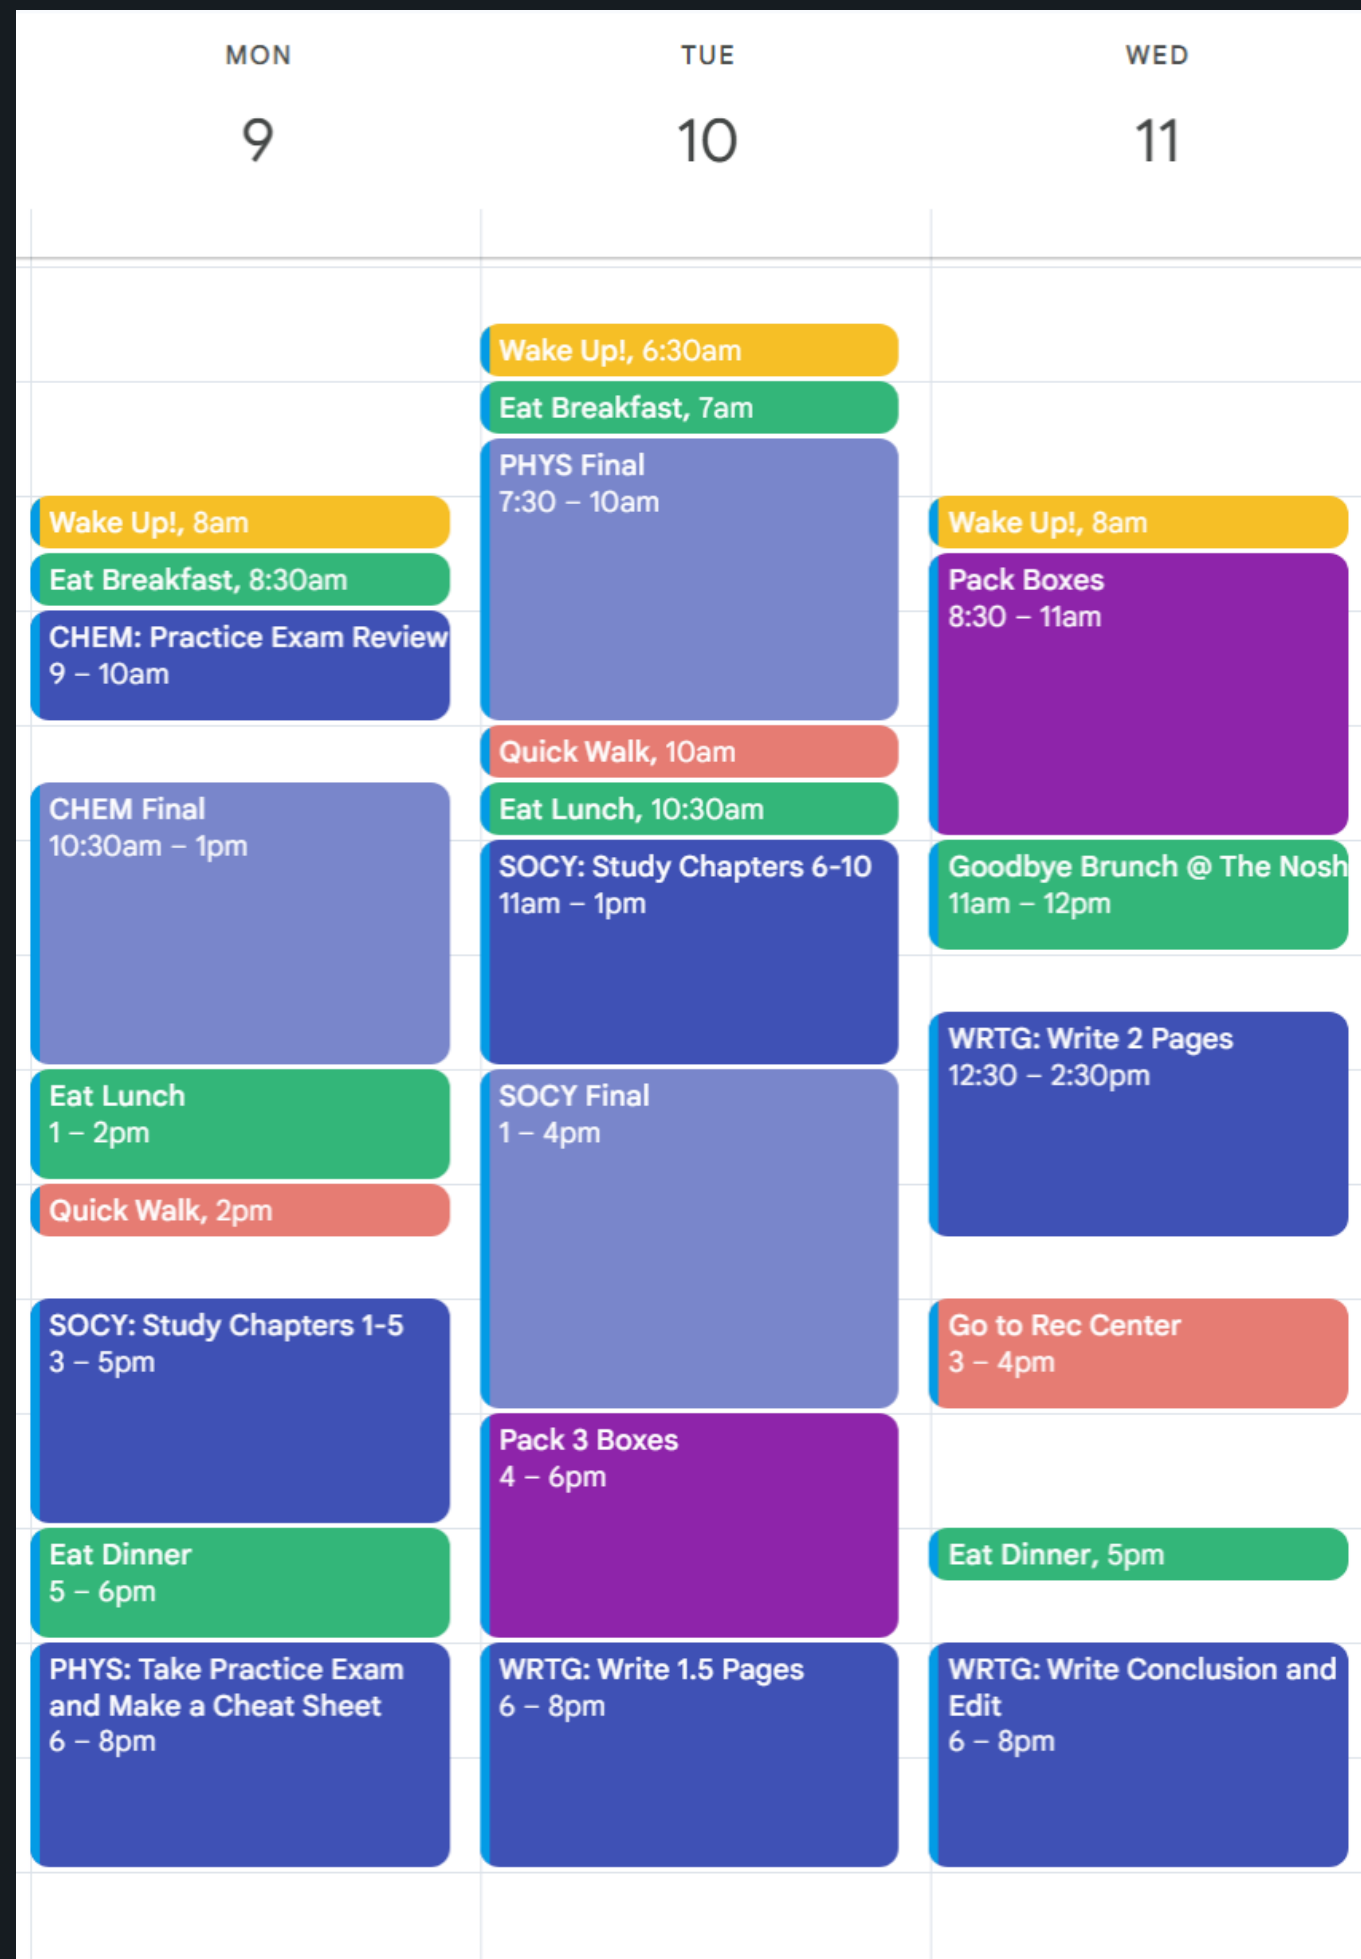 MON
9
Wake Up!, 8am
Eat Breakfast, 8:30am
CHEM: Practice Exam Review
9 – 10am
CHEM Final
10:30am – 1pm
Eat Lunch
1 – 2pm
Quick Walk, 2pm
SOCY: Study Chapters 1-5
3 – 5pm
Eat Dinner
5 – 6pm
PHYS: Take Practice Exam
and Make a Cheat Sheet
6 – 8pm
TUE
10
Wake Up!, 6:30am
Eat Breakfast, 7am
PHYS Final
7:30 – 10am
Quick Walk, 10am
Eat Lunch, 10:30am
SOCY: Study Chapters 6-10
11am – 1pm
SOCY Final
1 – 4pm
Pack 3 Boxes
4 – 6pm
WRTG: Write 1.5 Pages
6 – 8pm
WED
11
Wake Up!, 8am
Pack Boxes
8:30 – 11am
Goodbye Brunch @ The Nosh
11am – 12pm
WRTG: Write 2 Pages
12:30 – 2:30pm
Go to Rec Center
3 – 4pm
Eat Dinner, 5pm
WRTG: Write Conclusion and
Edit
6 – 8pm